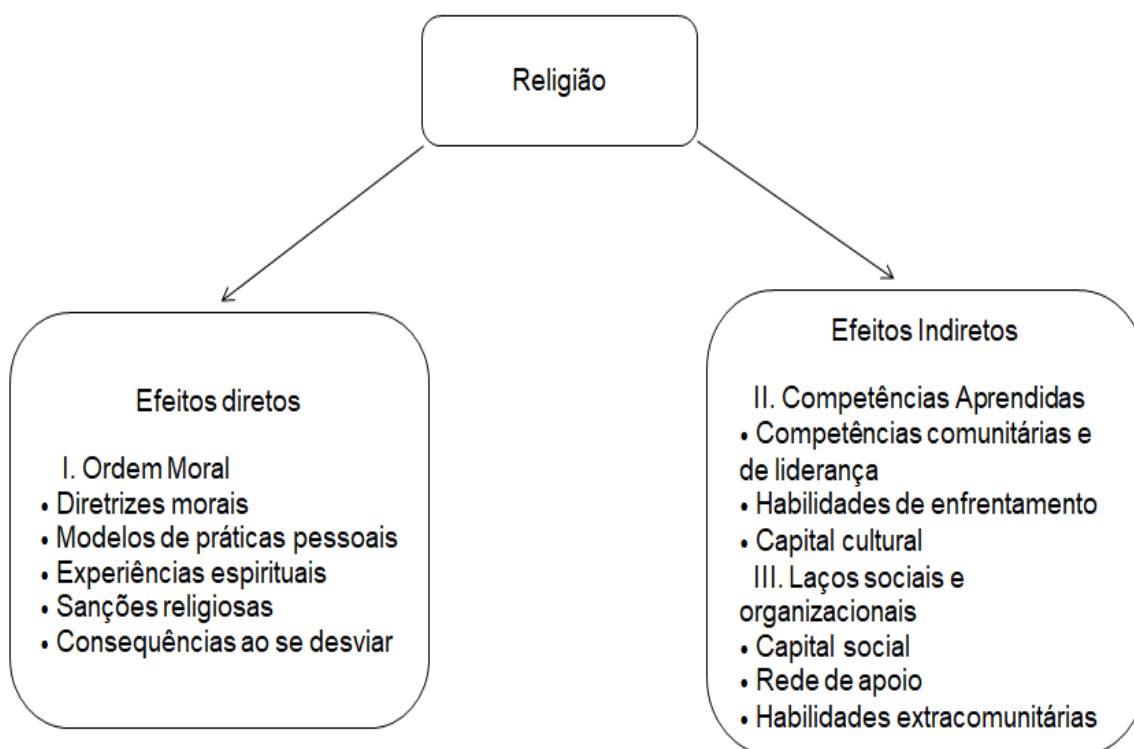 Religião
Efeitos diretos
I. Ordem Moral
• Diretrizes morais
• Modelos de práticas pessoais
• Experiências espirituais
• Sanções religiosas
• Consequências ao se desviar
Efeitos Indiretos
II. Competências Aprendidas
• Competências comunitárias e
de liderança
• Habilidades de enfrentamento
• Capital cultural
III. Laços sociais e
organizacionais
• Capital social
• Rede de apoio
• Habilidades extracomunitárias